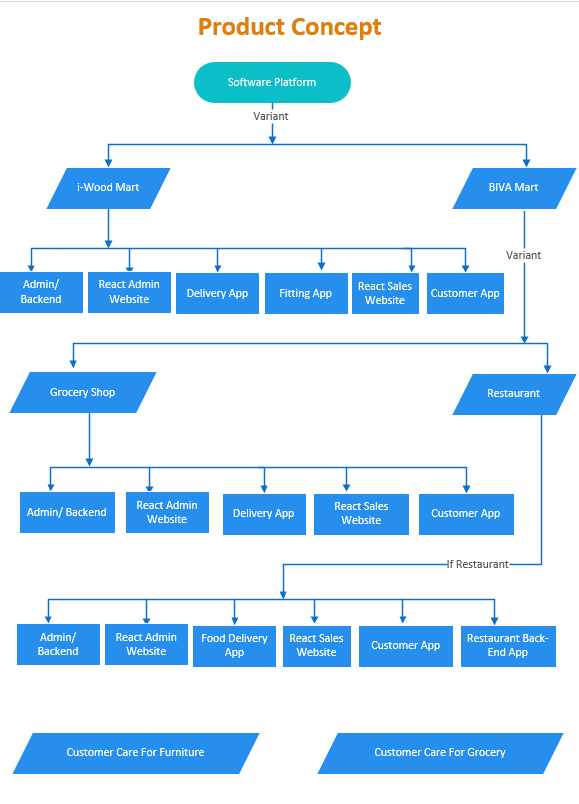 Product Concept
Software Platform
Variant
i-Wood Mart
BIVA Mart
Variant
Admin/
Backend
React Admin
Website
Delivery App
Fitting App
React Sales
Website
Customer App
Grocery Shop
Restaurant
Admin/ Backend
React Admin
Website
Delivery App
React Sales
Website
Customer App
If Restaurant
Admin/
Backend
React Admin
Website
Food Delivery
App
React Sales
Website
Customer App
Restaurant Back-
End App
Customer Care For Furniture
Customer Care For Grocery